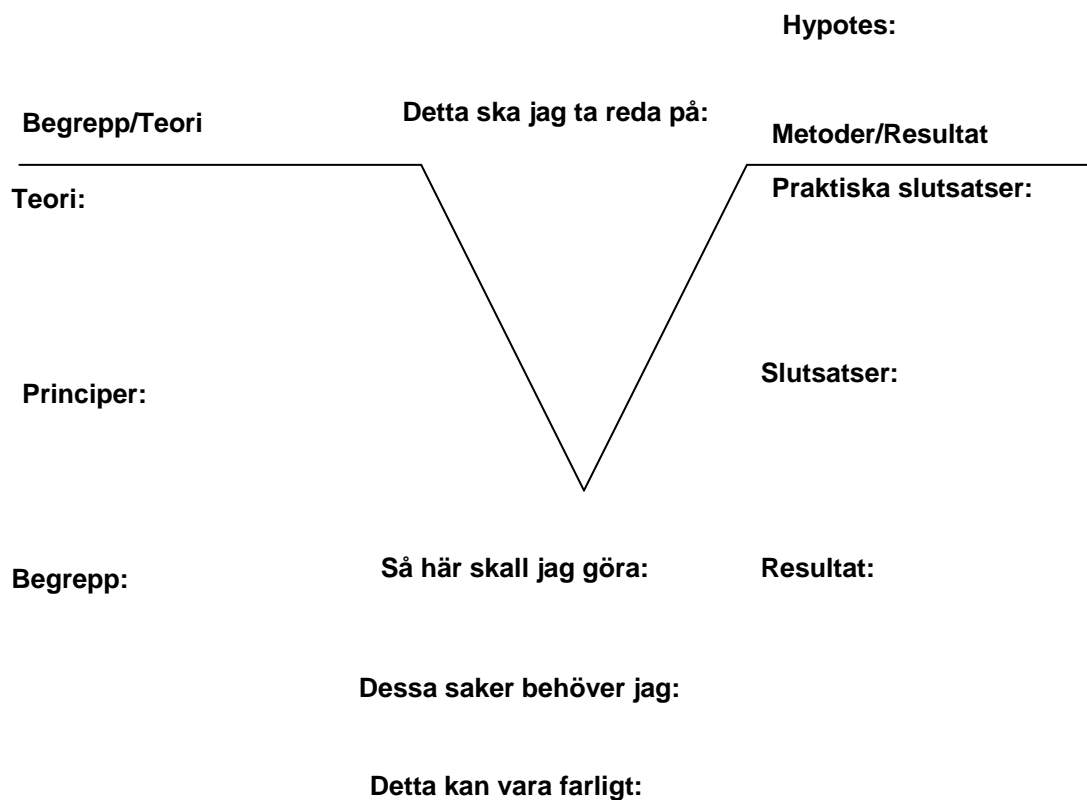 Hypotes:
Detta ska jag ta reda på:
Begrepp/Teori
Metoder/Resultat
Teori:
Praktiska slutsatser:
Principer:
Slutsatser:
Begrepp:
Så här skall jag göra:
Resultat:
Dessa saker behöver jag:
Detta kan vara farligt: